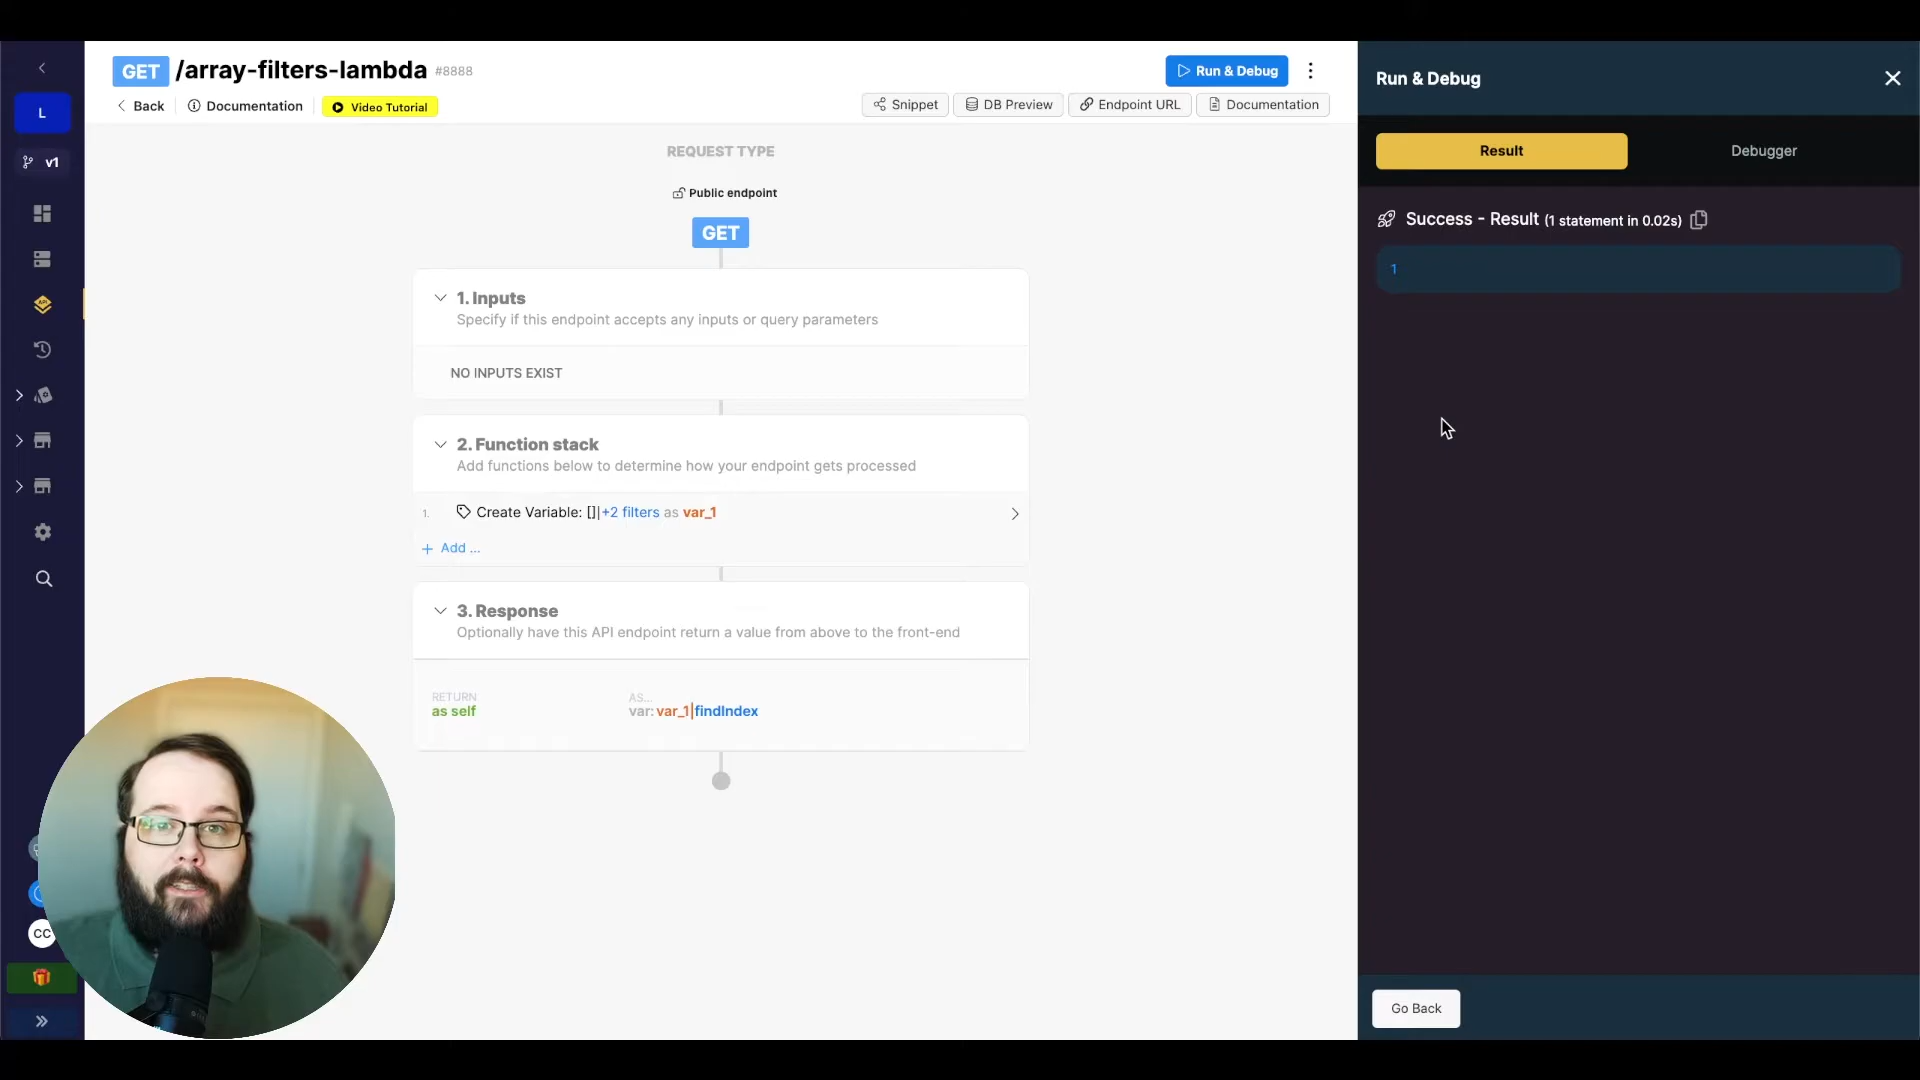 GET /array-filters-lambda #8888
Run & Debug
Back
Documentation
Video Tutorial
Snippet
DB Preview
Endpoint URL
Documentation
L
v1
API
CC
REQUEST TYPE
Public endpoint
GET
1. Inputs
Specify if this endpoint accepts any inputs or query parameters
NO INPUTS EXIST
2. Function stack
Add functions below to determine how your endpoint gets processed
1. Create Variable: []|+2 filters as var_1
+ Add ...
3. Response
Optionally have this API endpoint return a value from above to the front-end
RETURN
as self
AS...
var: var_1|findIndex
Run & Debug
Result
Debugger
Success - Result (1 statement in 0.02s)
1
Go Back